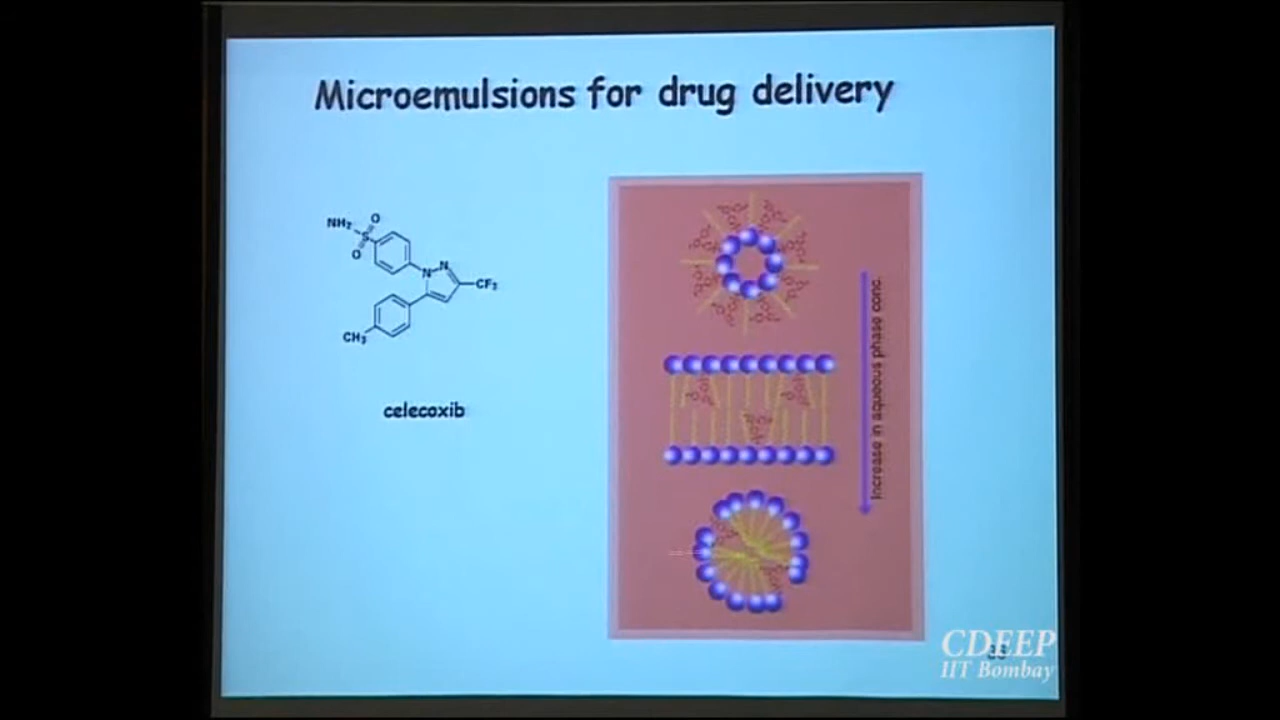 Microemulsions for drug delivery
NH₂
O
S
O
N
N
CF₃
CH₃
celecoxib
Increase in aqueous phase conc.
CDEEP
IIT Bombay